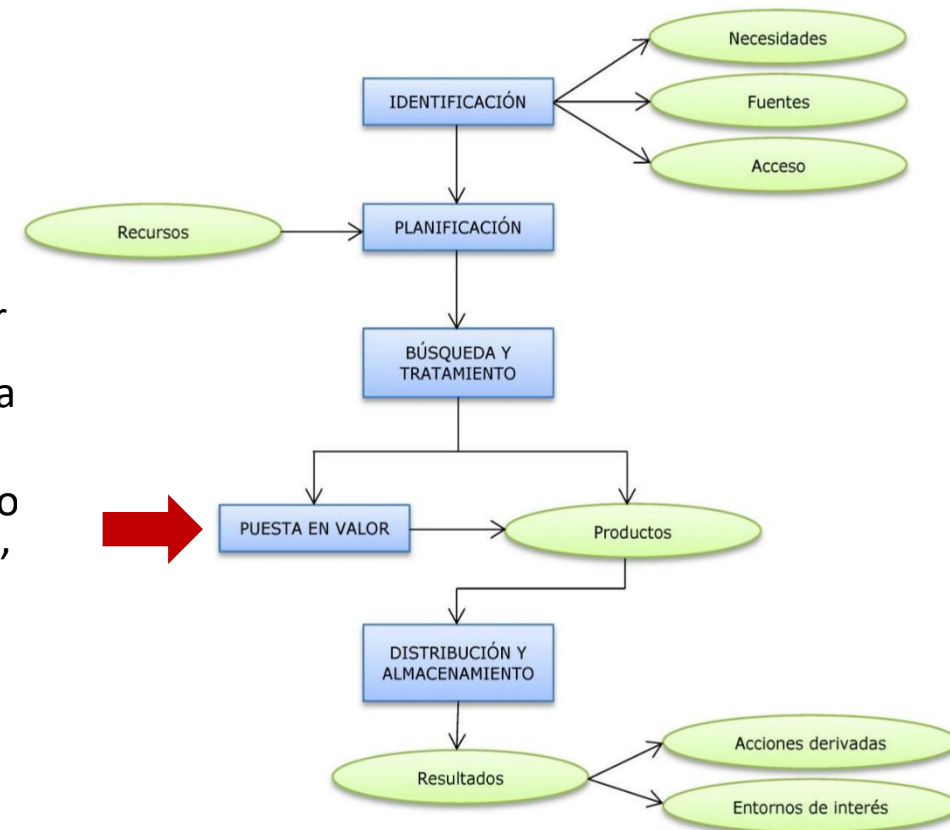 Necesidades
IDENTIFICACIÓN
Fuentes
Acceso
Recursos
PLANIFICACIÓN
r
BÚSQUEDA Y
TRATAMIENTO
a
o
PUESTA EN VALOR
Productos
,
DISTRIBUCIÓN Y
ALMACENAMIENTO
Resultados
Acciones derivadas
Entornos de interés